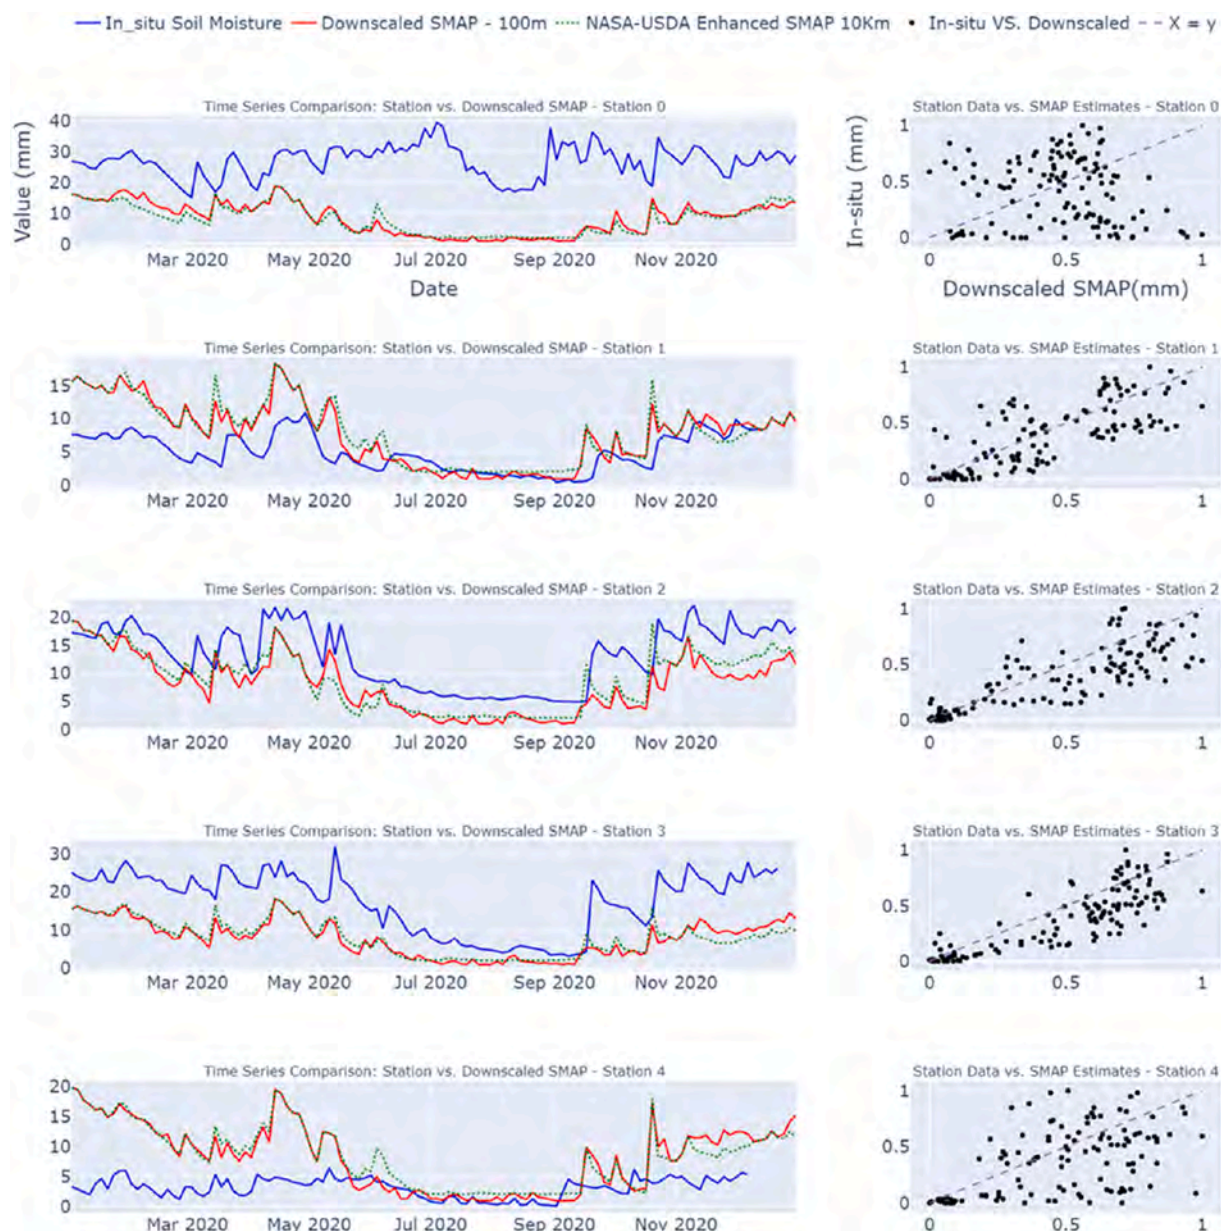 In_situ Soil Moisture Downscaled SMAP - 100m NASA-USDA Enhanced SMAP 10Km In-situ VS. Downscaled X = y
Time Series Comparison: Station vs. Downscaled SMAP - Station 0
Station Data vs. SMAP Estimates - Station 0
Value (mm)
40
30
20
10
0
Mar 2020 May 2020 Jul 2020 Sep 2020 Nov 2020
Date
In-situ (mm)
1
0.5
0
0 0.5 1
Downscaled SMAP(mm)
Time Series Comparison: Station vs. Downscaled SMAP - Station 1
Station Data vs. SMAP Estimates - Station 1
15
10
5
0
Mar 2020 May 2020 Jul 2020 Sep 2020 Nov 2020
1
0.5
0
0 0.5 1
Time Series Comparison: Station vs. Downscaled SMAP - Station 2
Station Data vs. SMAP Estimates - Station 2
20
15
10
5
0
Mar 2020 May 2020 Jul 2020 Sep 2020 Nov 2020
1
0.5
0
0 0.5 1
Time Series Comparison: Station vs. Downscaled SMAP - Station 3
Station Data vs. SMAP Estimates - Station 3
30
20
10
0
Mar 2020 May 2020 Jul 2020 Sep 2020 Nov 2020
1
0.5
0
0 0.5 1
Time Series Comparison: Station vs. Downscaled SMAP - Station 4
Station Data vs. SMAP Estimates - Station 4
20
15
10
5
0
Mar 2020 May 2020 Jul 2020 Sep 2020 Nov 2020
1
0.5
0
0 0.5 1